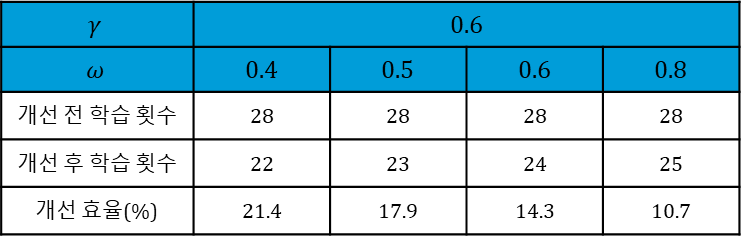 γ 0.6
ω 0.4 0.5 0.6 0.8
개선 전 학습 횟수 28 28 28 28
개선 후 학습 횟수 22 23 24 25
개선 효율(%) 21.4 17.9 14.3 10.7